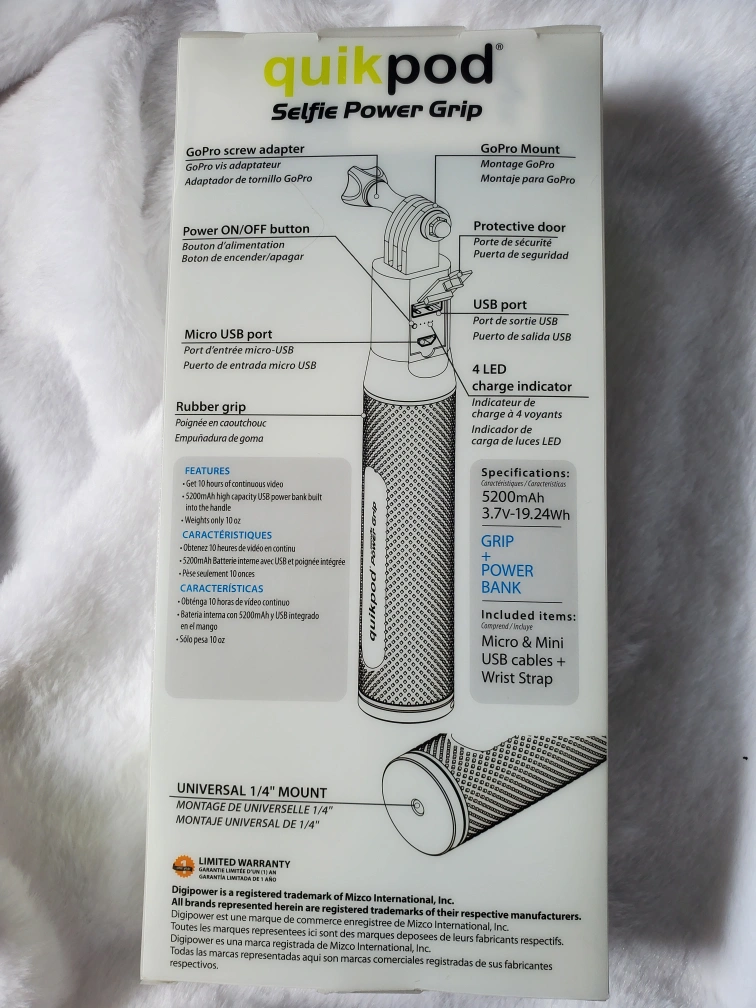 quikpod®
Selfie Power Grip
GoPro screw adapter
GoPro vis adaptateur
Adaptador de tornillo GoPro
GoPro Mount
Montage GoPro
Montaje para GoPro
Power ON/OFF button
Bouton d'alimentation
Boton de encender/apagar
Protective door
Porte de sécurité
Puerta de seguridad
USB port
Port de sortie USB
Puerto de salida USB
Micro USB port
Port d'entrée micro-USB
Puerto de entrada micro USB
4 LED
charge indicator
Indicateur de
charge à 4 voyants
Indicador de
carga de luces LED
Rubber grip
Poignée en caoutchouc
Empuñadura de goma
FEATURES
• Get 10 hours of continuous video
• 5200mAh high capacity USB power bank built
into the handle
• Weights only 10 oz
CARACTÉRISTIQUES
• Obtenez 10 heures de vidéo en continu
• 5200mAh Batterie interne avec USB et poignée intégrée
• Pèse seulement 10 onces
CARACTERÍSTICAS
• Obténga 10 horas de vídeo continuo
• Bateria interna con 5200mAh y USB integrado
en el mango
• Sólo pesa 10 oz
quikpod Power Grip
Specifications:
Caractéristiques / Características
5200mAh
3.7V-19.24Wh
GRIP
+
POWER
BANK
Included items:
Comprend / Incluye
Micro & Mini
USB cables +
Wrist Strap
UNIVERSAL 1/4" MOUNT
MONTAGE DE UNIVERSELLE 1/4"
MONTAJE UNIVERSAL DE 1/4"
1
LIMITED WARRANTY
GARANTIE LIMITÉE D'UN (1) AN
GARANTÍA LIMITADA DE 1 AÑO
Digipower is a registered trademark of Mizco International, Inc.
All brands represented herein are registered trademarks of their respective manufacturers.
Digipower est une marque de commerce enregistree de Mizco International, Inc.
Toutes les marques representees ici sont des marques deposees de leurs fabricants respectifs.
Digipower es una marca registrada de Mizco International, Inc.
Todas las marcas representadas aqui son marcas comerciales registradas de sus fabricantes
respectivos.